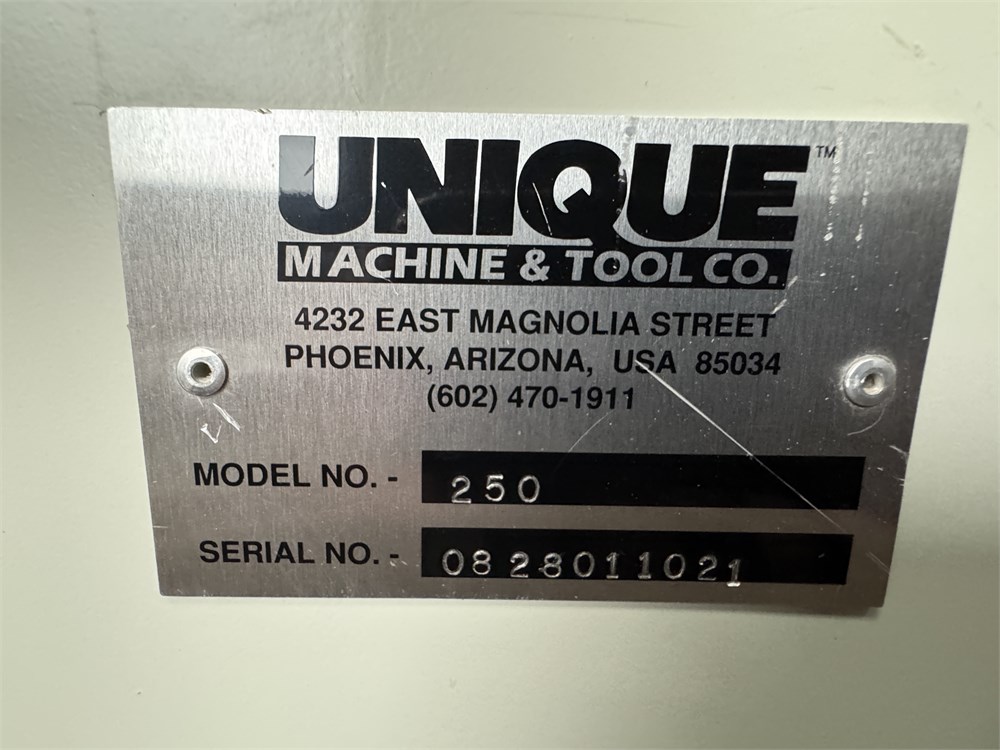 UNIQUE™
MACHINE & TOOL CO.
4232 EAST MAGNOLIA STREET
PHOENIX, ARIZONA, USA 85034
(602) 470-1911
MODEL NO. - 250
SERIAL NO. - 0828011021